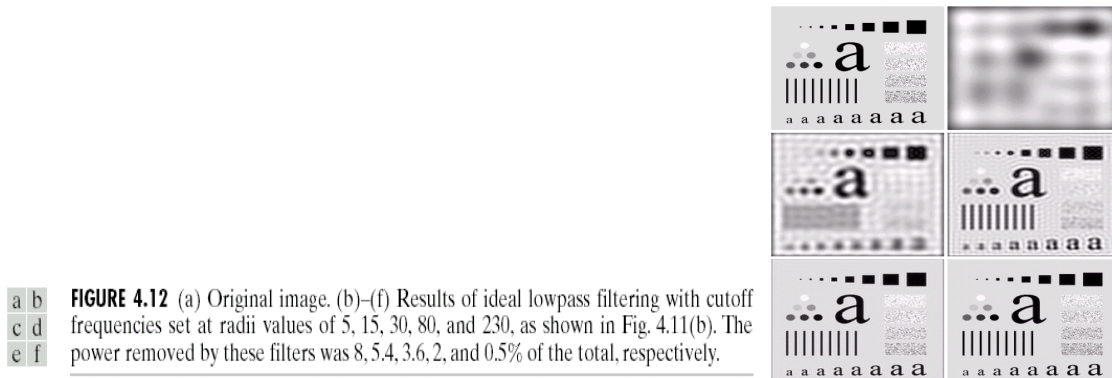 a b
c d
e f
FIGURE 4.12 (a) Original image. (b)–(f) Results of ideal lowpass filtering with cutoff
frequencies set at radii values of 5, 15, 30, 80, and 230, as shown in Fig. 4.11(b). The
power removed by these filters was 8, 5.4, 3.6, 2, and 0.5% of the total, respectively.
a
a a a a a a a a
a
a
a a a a a a a a
a a
a a a a a a a a
a a a a a a a a